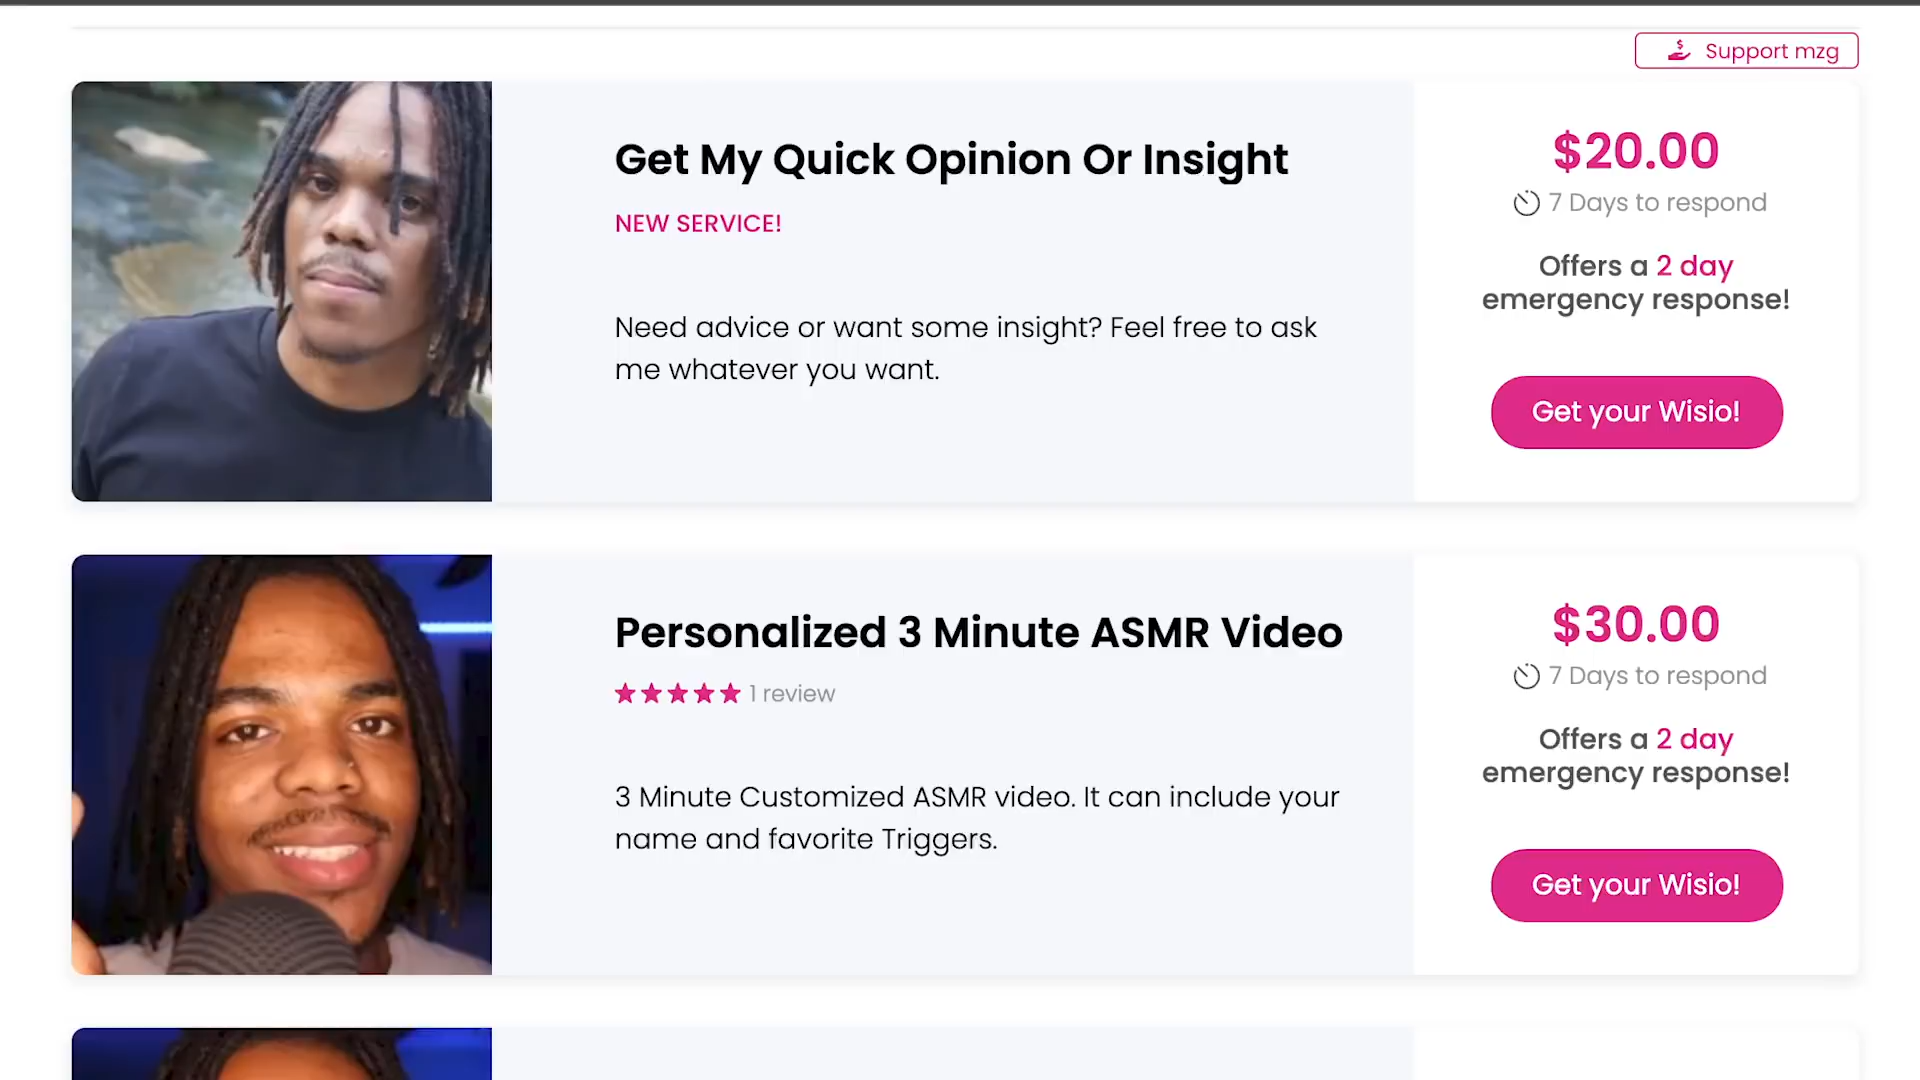 Support mzg
Get My Quick Opinion Or Insight
NEW SERVICE!
Need advice or want some insight? Feel free to ask
me whatever you want.
$20.00
7 Days to respond
Offers a 2 day
emergency response!
Get your Wisio!
Personalized 3 Minute ASMR Video
1 review
3 Minute Customized ASMR video. It can include your
name and favorite Triggers.
$30.00
7 Days to respond
Offers a 2 day
emergency response!
Get your Wisio!